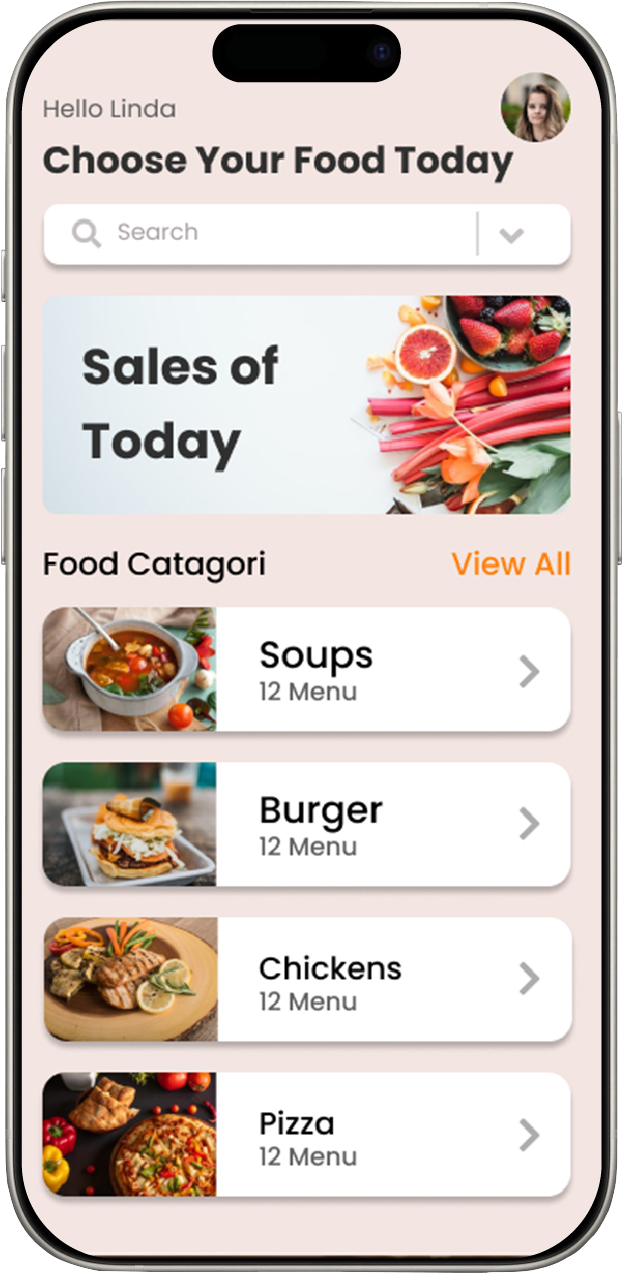 Hello Linda
Choose Your Food Today
Search
Sales of
Today
Food Catagori View All
Soups
12 Menu
Burger
12 Menu
Chickens
12 Menu
Pizza
12 Menu